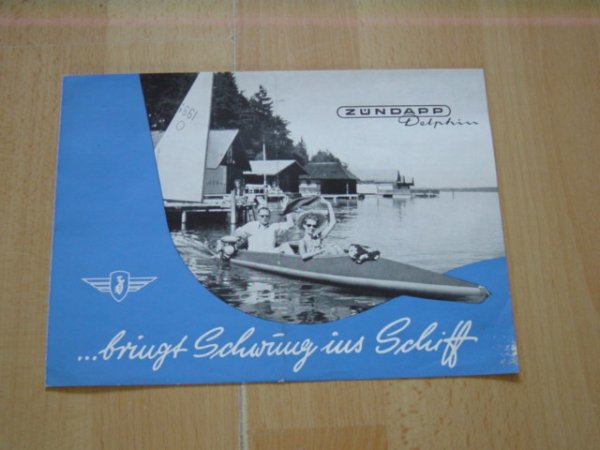 ZÜNDAPP
Delphin
...bringt Schwung ins Schiff